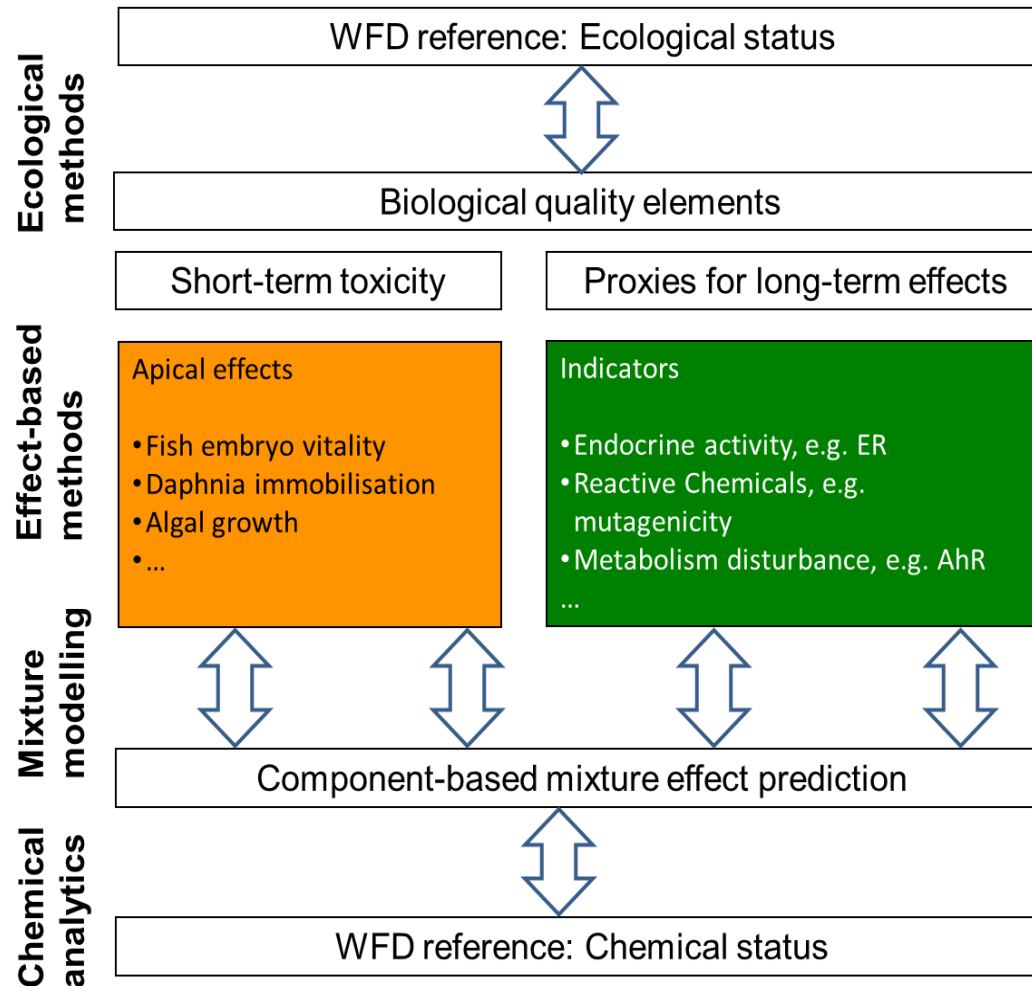 WFD reference: Ecological status
Ecological
methods
Biological quality elements
Short-term toxicity
Proxies for long-term effects
Effect-based
methods
Apical effects
•Fish embryo vitality
•Daphnia immobilisation
•Algal growth
•...
Indicators
•Endocrine activity, e.g. ER
•Reactive Chemicals, e.g.
mutagenicity
•Metabolism disturbance, e.g. AhR
...
Mixture
modelling
Component-based mixture effect prediction
Chemical
analytics
WFD reference: Chemical status